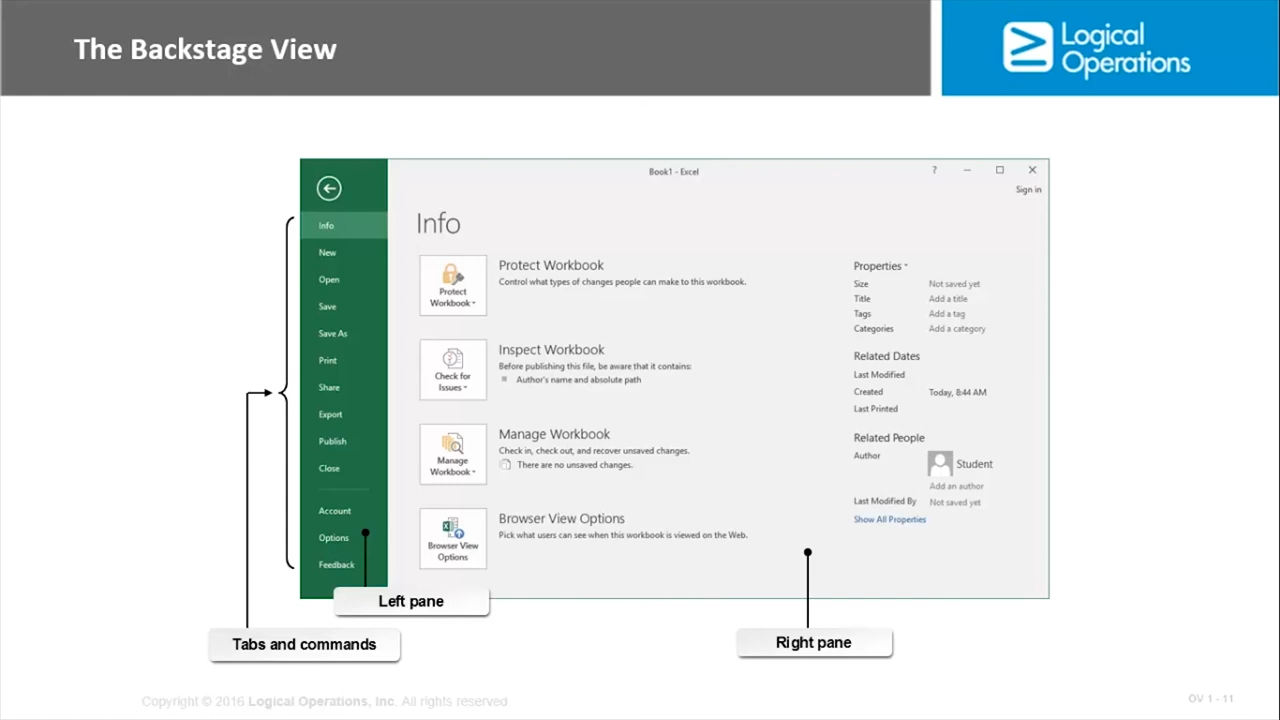 The Backstage View
Logical
Operations
Book1 - Excel
?
Sign in
Info
New
Open
Save
Save As
Print
Share
Export
Publish
Close
Account
Options
Feedback
Info
Protect
Workbook
Protect Workbook
Control what types of changes people can make to this workbook.
Check for
Issues
Inspect Workbook
Before publishing this file, be aware that it contains:
Author's name and absolute path
Manage
Workbook
Manage Workbook
Check in, check out, and recover unsaved changes.
There are no unsaved changes.
Browser View
Options
Browser View Options
Pick what users can see when this workbook is viewed on the Web.
Properties
Size Not saved yet
Title Add a title
Tags Add a tag
Categories Add a category
Related Dates
Last Modified
Created Today, 8:44 AM
Last Printed
Related People
Author Student
Add an author
Last Modified By Not saved yet
Show All Properties
Left pane
Tabs and commands
Right pane
Copyright © 2016 Logical Operations, Inc. All rights reserved
OV 1 - 11